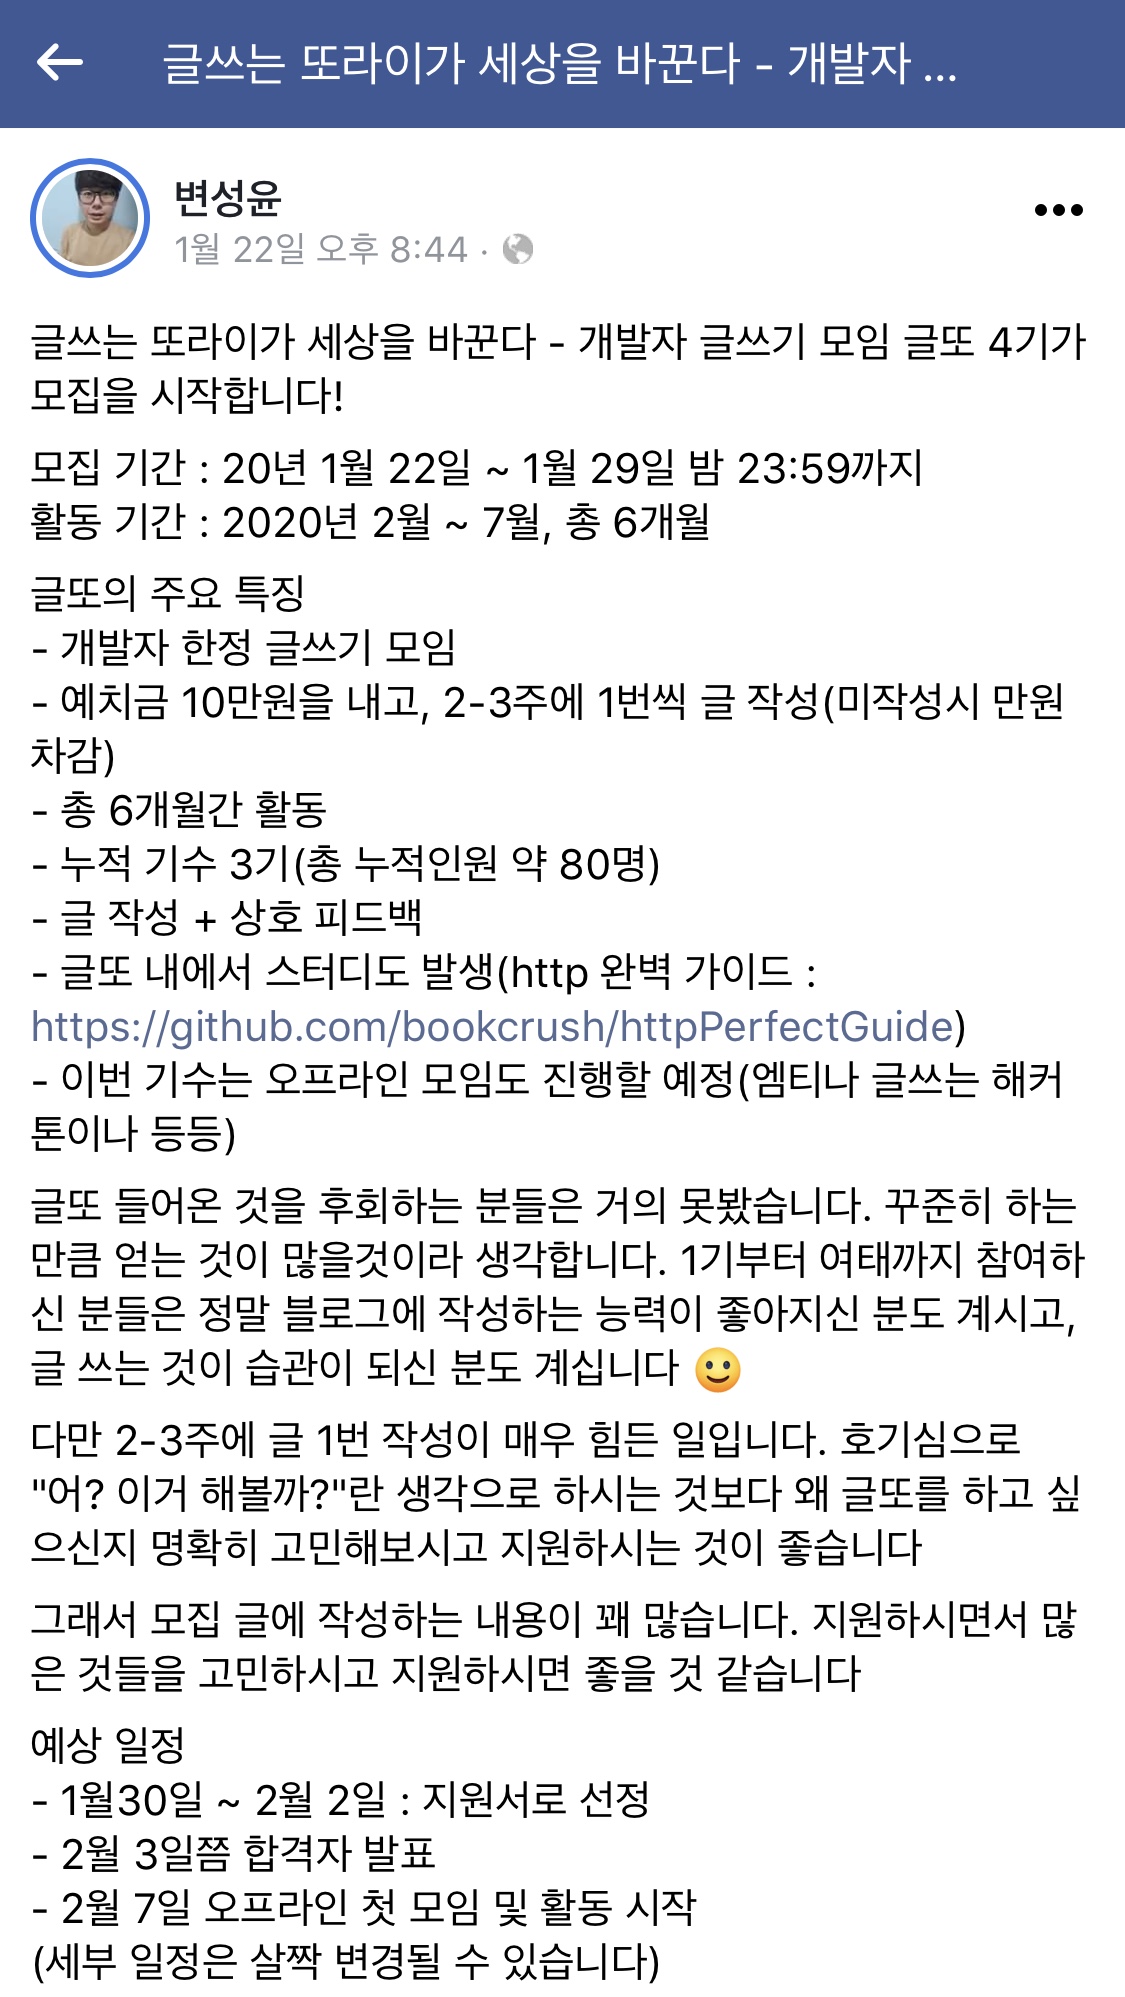 글쓰는 또라이가 세상을 바꾼다 - 개발자 ...
변성윤
1월 22일 오후 8:44 ·
글쓰는 또라이가 세상을 바꾼다 - 개발자 글쓰기 모임 글또 4기가
모집을 시작합니다!
모집 기간 : 20년 1월 22일 ~ 1월 29일 밤 23:59까지
활동 기간 : 2020년 2월 ~ 7월, 총 6개월
글또의 주요 특징
- 개발자 한정 글쓰기 모임
- 예치금 10만원을 내고, 2-3주에 1번씩 글 작성(미작성시 만원
차감)
- 총 6개월간 활동
- 누적 기수 3기(총 누적인원 약 80명)
- 글 작성 + 상호 피드백
- 글또 내에서 스터디도 발생(http 완벽 가이드 :
https://github.com/bookcrush/httpPerfectGuide)
- 이번 기수는 오프라인 모임도 진행할 예정(엠티나 글쓰는 해커
톤이나 등등)
글또 들어온 것을 후회하는 분들은 거의 못봤습니다. 꾸준히 하는
만큼 얻는 것이 많을것이라 생각합니다. 1기부터 여태까지 참여하
신 분들은 정말 블로그에 작성하는 능력이 좋아지신 분도 계시고,
글 쓰는 것이 습관이 되신 분도 계십니다 🙂
다만 2-3주에 글 1번 작성이 매우 힘든 일입니다. 호기심으로
"어? 이거 해볼까?"란 생각으로 하시는 것보다 왜 글또를 하고 싶
으신지 명확히 고민해보시고 지원하시는 것이 좋습니다
그래서 모집 글에 작성하는 내용이 꽤 많습니다. 지원하시면서 많
은 것들을 고민하시고 지원하시면 좋을 것 같습니다
예상 일정
- 1월30일 ~ 2월 2일 : 지원서로 선정
- 2월 3일쯤 합격자 발표
- 2월 7일 오프라인 첫 모임 및 활동 시작
(세부 일정은 살짝 변경될 수 있습니다)